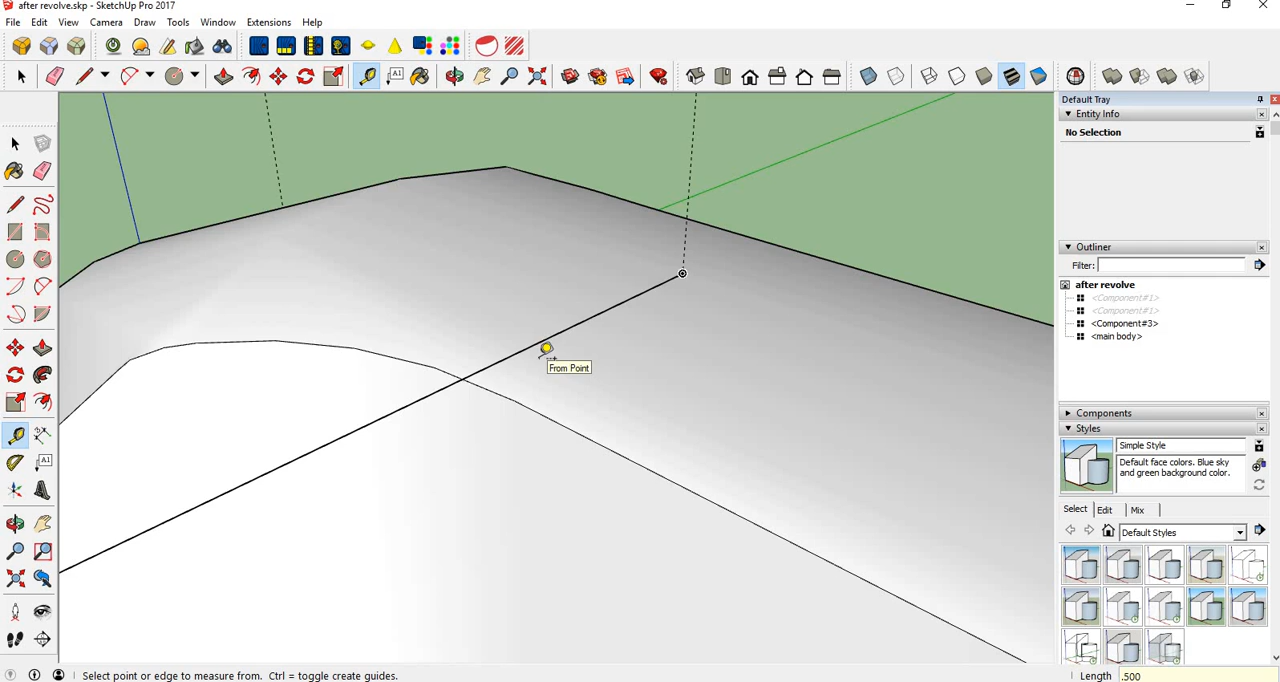 after revolve.skp - SketchUp Pro 2017
File Edit View Camera Draw Tools Window Extensions Help
A1
Default Tray
Entity Info
No Selection
Outliner
Filter:
after revolve
<Component#1>
<Component#1>
<Component#3>
<main body>
Components
Styles
Simple Style
Default face colors. Blue sky
and green background color.
Select Edit Mix
Default Styles
From Point
A1
Select point or edge to measure from. Ctrl = toggle create guides.
Length .500